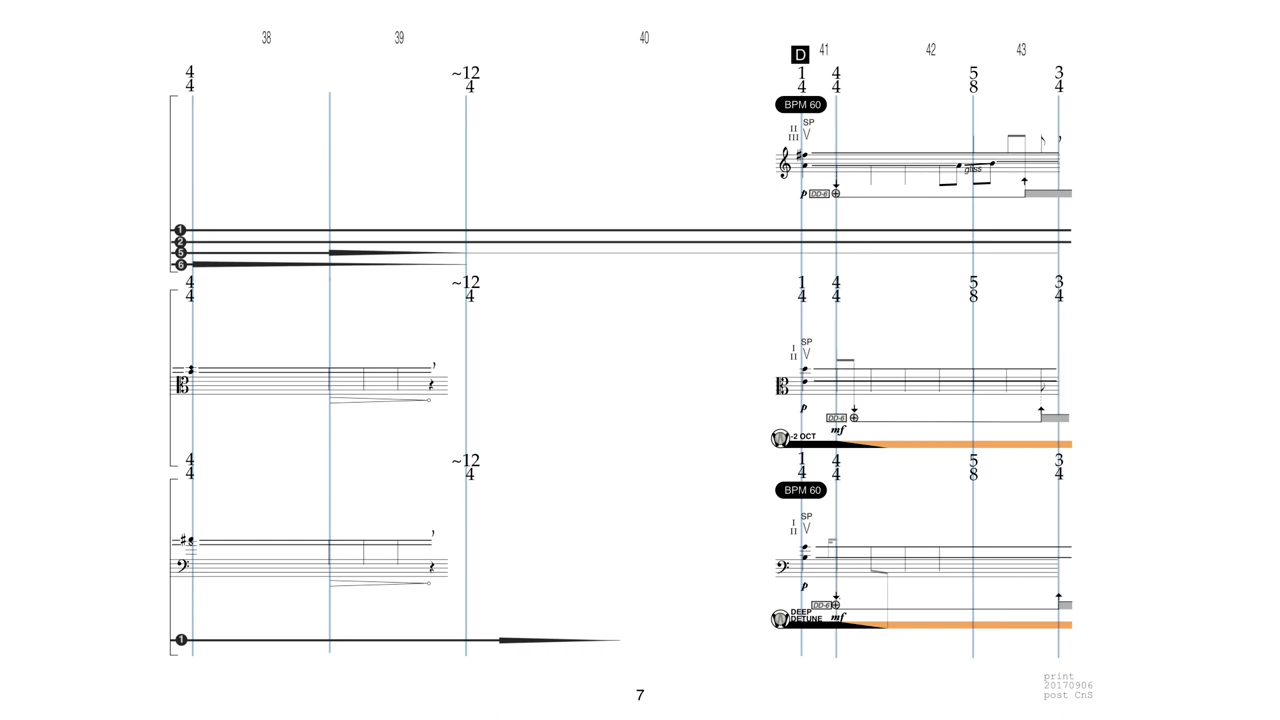 38 39 40 41 42 43
D
4/4 ~12/4 1/4 4/4 5/8 3/4
BPM 60
SP
II
III
gliss
p DD-6
1
2
5
6
4/4 ~12/4 1/4 4/4 5/8 3/4
SP
I
II
p
DD-6
mf
-2 OCT
4/4 ~12/4 1/4 4/4 5/8 3/4
BPM 60
SP
I
II
p
DD-6
DEEP
DETUNE mf
1
print
20170906
post CnS
7